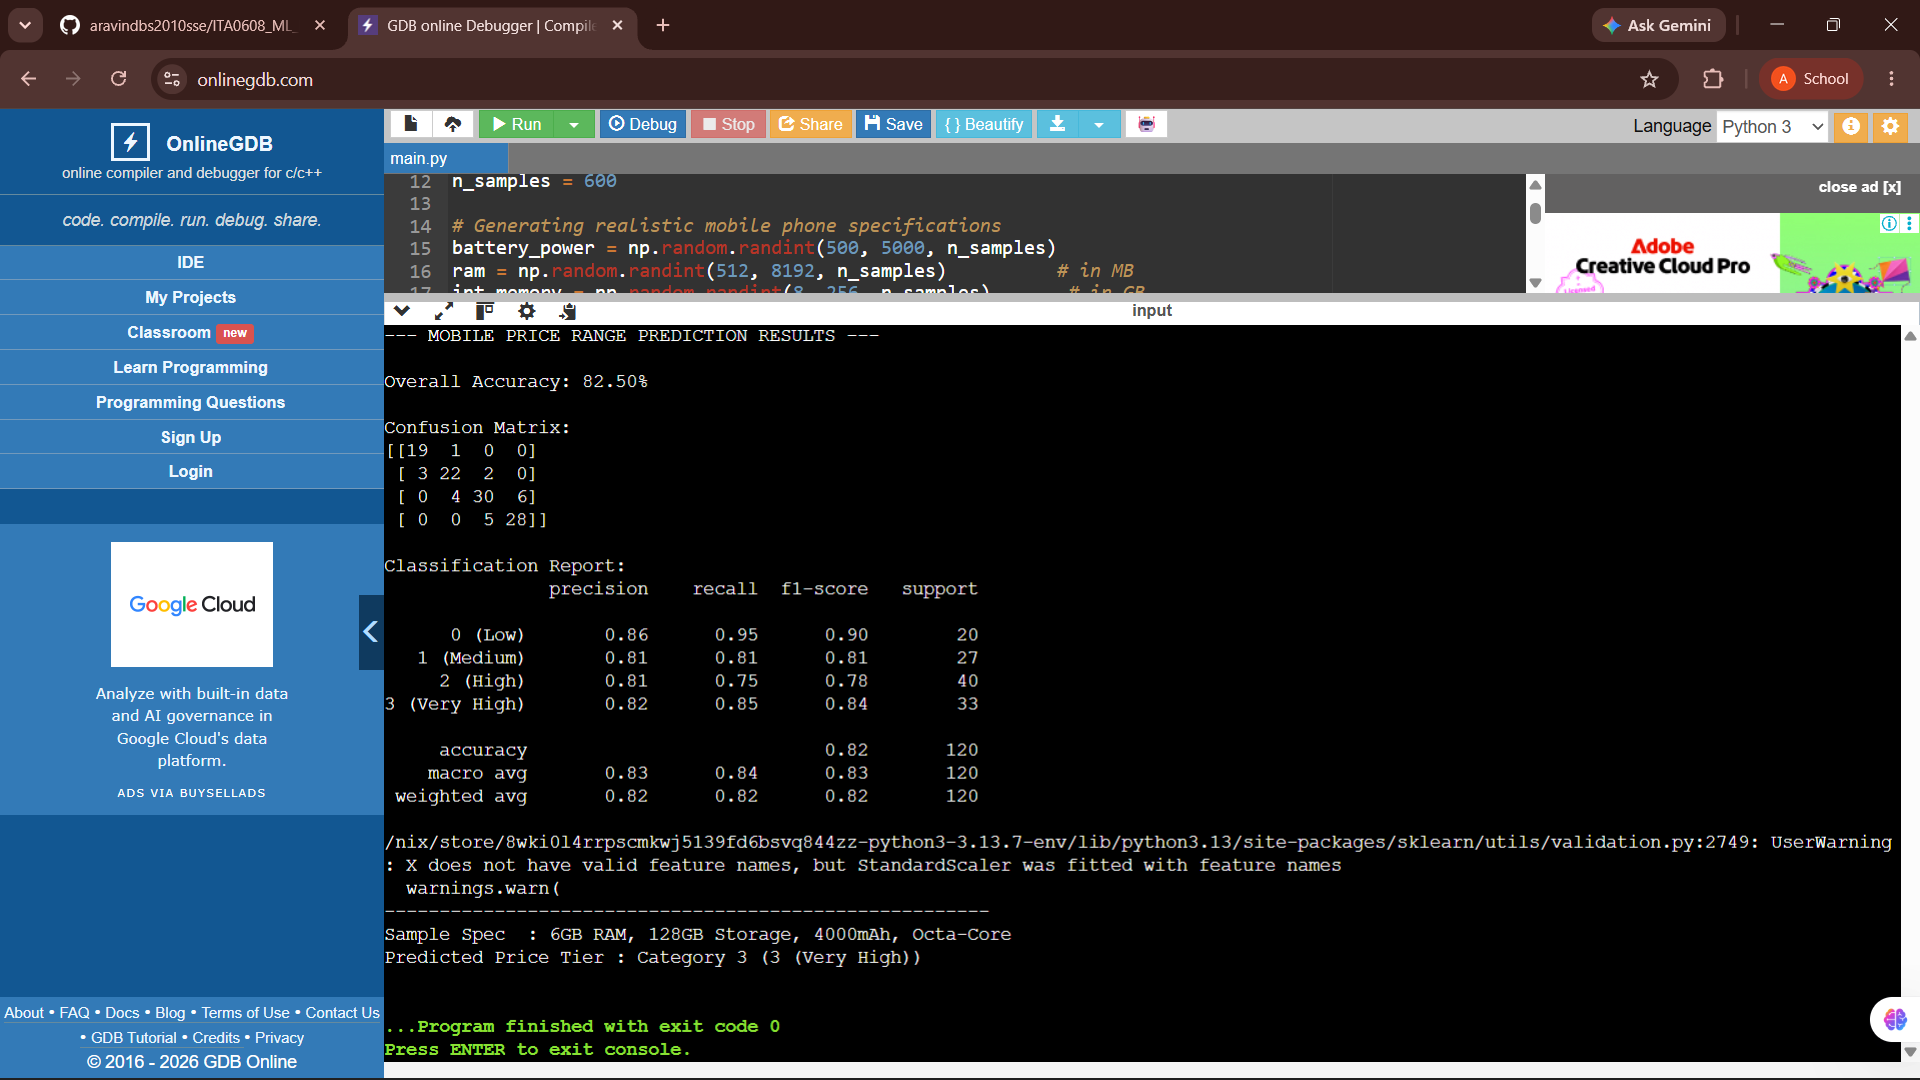 aravindbs2010sse/ITA0608_ML_
GDB online Debugger | Compile
Ask Gemini
onlinegdb.com
A School
OnlineGDB
online compiler and debugger for c/c++
code. compile. run. debug. share.
IDE
My Projects
Classroom new
Learn Programming
Programming Questions
Sign Up
Login
Google Cloud
Analyze with built-in data
and AI governance in
Google Cloud's data
platform.
ADS VIA BUYSELLADS
About • FAQ • Docs • Blog • Terms of Use • Contact Us
• GDB Tutorial • Credits • Privacy
© 2016 - 2026 GDB Online
Run Debug Stop Share Save { } Beautify
Language Python 3
main.py
12 n_samples = 600
13
14 # Generating realistic mobile phone specifications
15 battery_power = np.random.randint(500, 5000, n_samples)
16 ram = np.random.randint(512, 8192, n_samples) # in MB
17 int_memory = np.random.randint(8, 256, n_samples) # in GB
close ad [x]
Adobe
Creative Cloud Pro
input
--- MOBILE PRICE RANGE PREDICTION RESULTS ---
Overall Accuracy: 82.50%
Confusion Matrix:
[[19 1 0 0]
[ 3 22 2 0]
[ 0 4 30 6]
[ 0 0 5 28]]
Classification Report:
precision recall f1-score support
0 (Low) 0.86 0.95 0.90 20
1 (Medium) 0.81 0.81 0.81 27
2 (High) 0.81 0.75 0.78 40
3 (Very High) 0.82 0.85 0.84 33
accuracy 0.82 120
macro avg 0.83 0.84 0.83 120
weighted avg 0.82 0.82 0.82 120
/nix/store/8wki0l4rrpscmkwj5139fd6bsvq844zz-python3-3.13.7-env/lib/python3.13/site-packages/sklearn/utils/validation.py:2749: UserWarning
: X does not have valid feature names, but StandardScaler was fitted with feature names
warnings.warn(
-------------------------------------------------------
Sample Spec : 6GB RAM, 128GB Storage, 4000mAh, Octa-Core
Predicted Price Tier : Category 3 (3 (Very High))
...Program finished with exit code 0
Press ENTER to exit console.